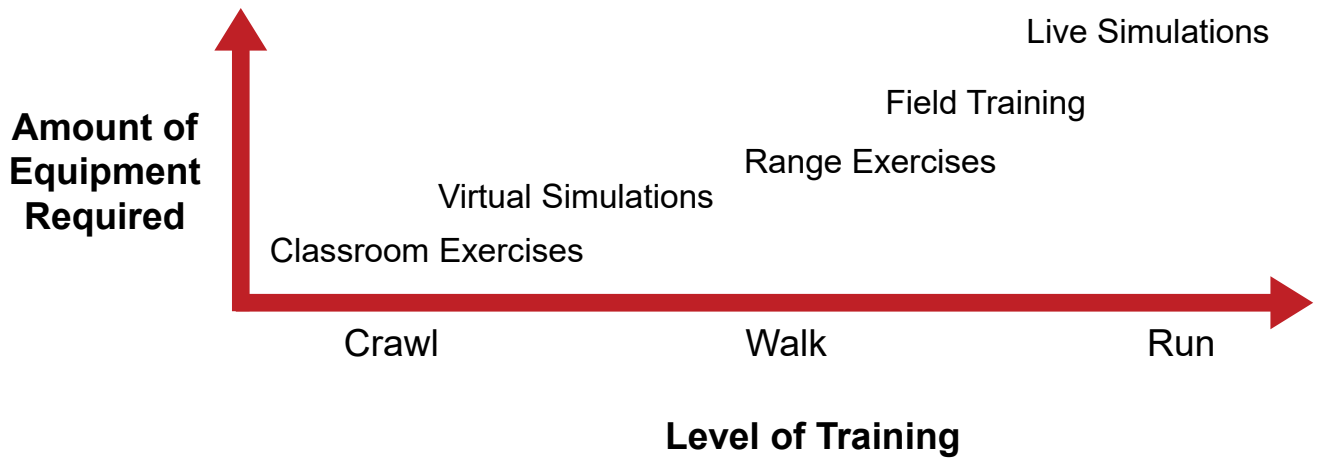 Live Simulations
Field Training
Amount of
Equipment
Required
Range Exercises
Virtual Simulations
Classroom Exercises
Crawl
Walk
Run
Level of Training